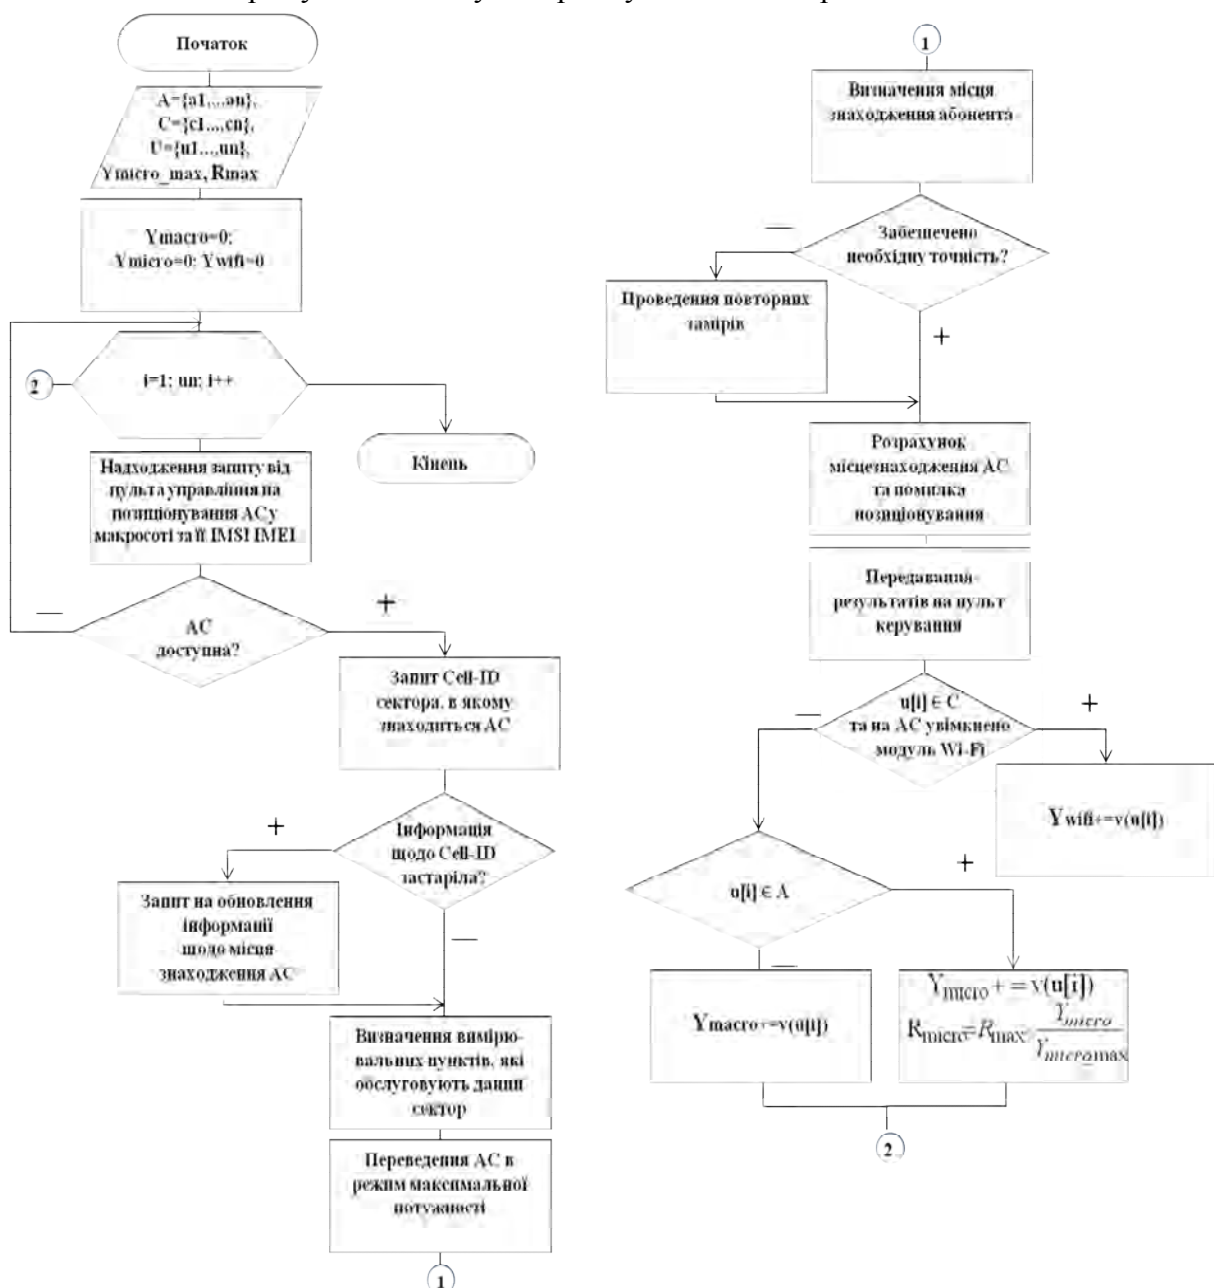 Початок
A={a1...,an},
C={c1...,cn},
U={u1...,un},
Ymicro_max, Rmax
Ymacro=0;
Ymicro=0; Ywifi=0
2
i=1; un; i++
Кінець
Надходження запиту від
пульта управління на
позиціонування АС у
макросоті за її IMSI IMEI
—
+
АС
доступна?
Запит Cell-ID
сектора, в якому
знаходиться АС
+
Інформація
щодо Cell-ID
застаріла?
—
Запит на обновлення
інформації
щодо місця
знаходження АС
Визначення вимірю-
вальних пунктів, які
обслуговують даний
сектор
Переведення АС в
режим максимальної
потужності
1
1
Визначення місця
знаходження абонента
—
Забезпечено
необхідну точність?
+
Проведення повторних
замірів
Розрахунок
місцезнаходження АС
та помилка
позиціонування
Передавання
результатів на пульт
керування
—
u[i] ∈ C
та на АС увімкнено
модуль Wi-Fi
+
Ywifi+=v(u[i])
u[i] ∈ A
+
—
Ymacro+=v(u[i])
Ymicro + = v(u[i])
Rmicro=Rmax · Ymicro / Ymicromax
2